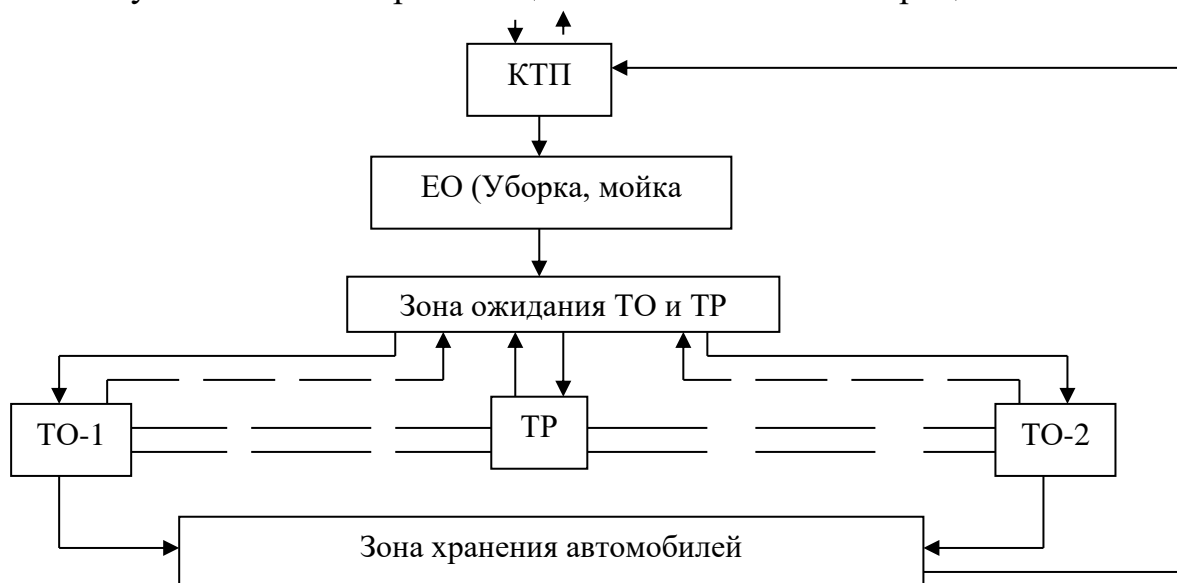 КТП
ЕО (Уборка, мойка
Зона ожидания ТО и ТР
ТО-1
ТР
ТО-2
Зона хранения автомобилей